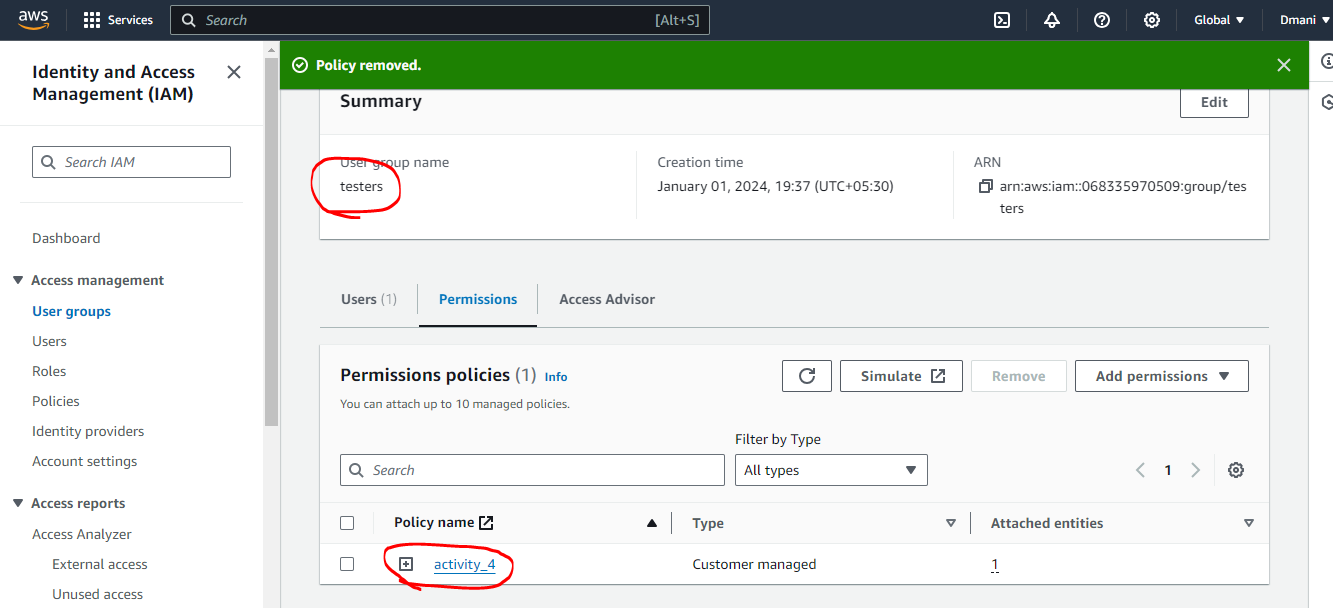 aws
Services
Search
[Alt+S]
Global
Dmani
Identity and Access
Management (IAM)
Search IAM
Dashboard
Access management
User groups
Users
Roles
Policies
Identity providers
Account settings
Access reports
Access Analyzer
External access
Unused access
Policy removed.
Summary
Edit
User group name
testers
Creation time
January 01, 2024, 19:37 (UTC+05:30)
ARN
arn:aws:iam::068335970509:group/tes
ters
Users (1)
Permissions
Access Advisor
Permissions policies (1) Info
You can attach up to 10 managed policies.
Simulate
Remove
Add permissions
Filter by Type
Search
All types
1
Policy name
Type
Attached entities
activity_4
Customer managed
1